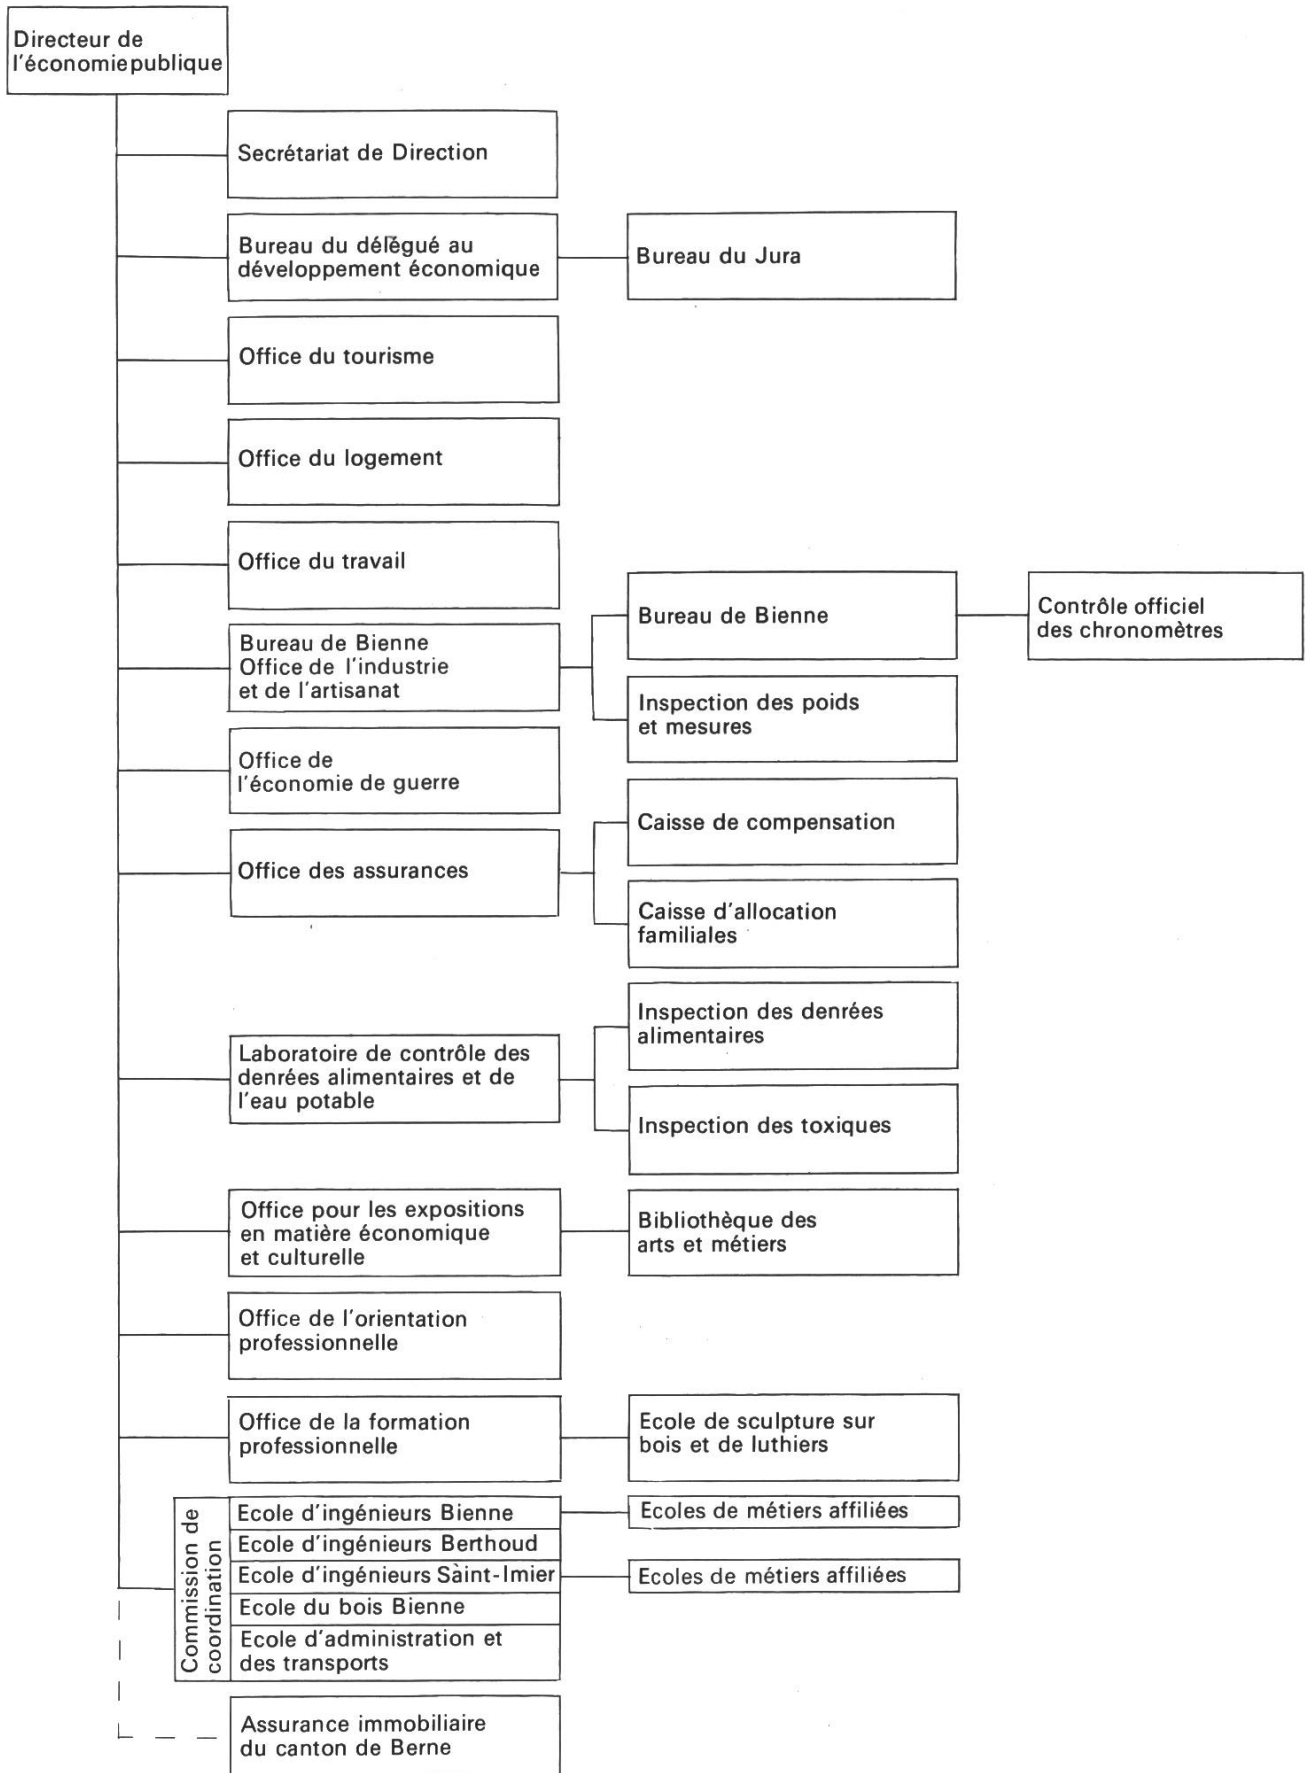 Directeur de
l'économie publique
Secrétariat de Direction
Bureau du délégué au
développement économique
Bureau du Jura
Office du tourisme
Office du logement
Office du travail
Bureau de Bienne
Office de l'industrie
et de l'artisanat
Bureau de Bienne
Contrôle officiel
des chronomètres
Inspection des poids
et mesures
Office de
l'économie de guerre
Office des assurances
Caisse de compensation
Caisse d'allocation
familiales
Laboratoire de contrôle des
denrées alimentaires et de
l'eau potable
Inspection des denrées
alimentaires
Inspection des toxiques
Office pour les expositions
en matière économique
et culturelle
Bibliothèque des
arts et métiers
Office de l'orientation
professionnelle
Office de la formation
professionnelle
Ecole de sculpture sur
bois et de luthiers
Commission de
coordination
Ecole d'ingénieurs Bienne
Ecoles de métiers affiliées
Ecole d'ingénieurs Berthoud
Ecole d'ingénieurs Saint-Imier
Ecoles de métiers affiliées
Ecole du bois Bienne
Ecole d'administration et
des transports
Assurance immobiliaire
du canton de Berne